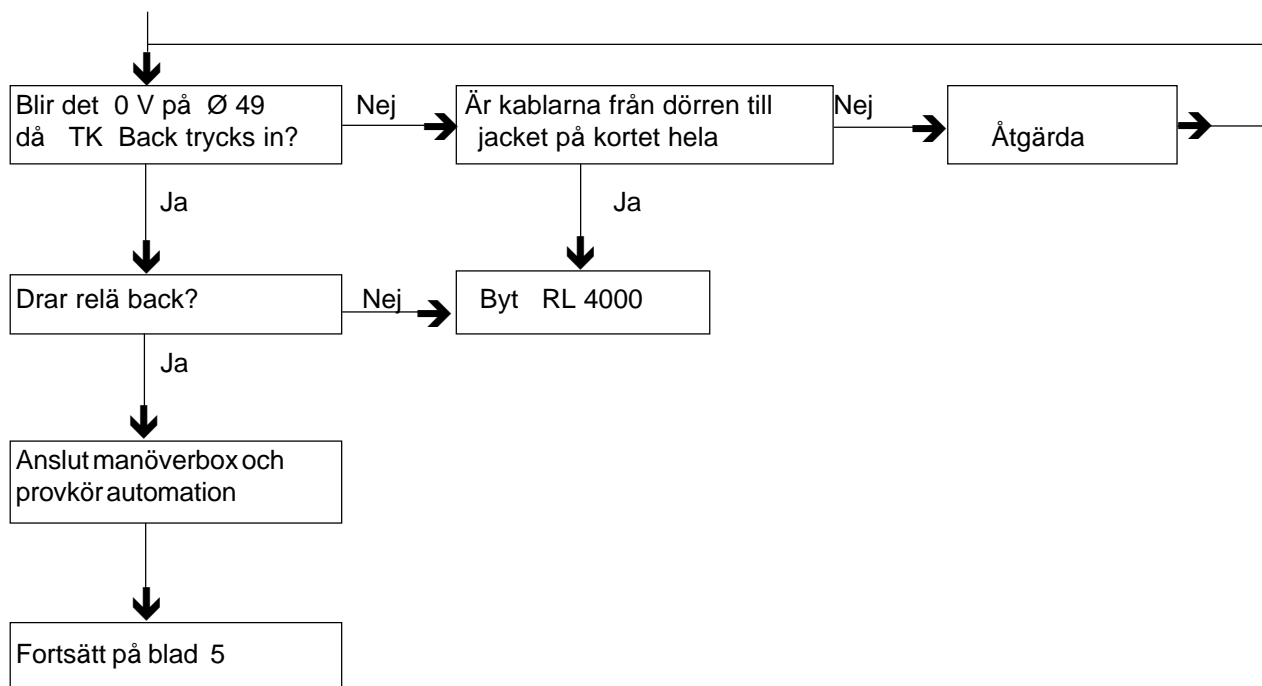 Blir det 0 V på Ø 49
då TK Back trycks in?
Nej
Är kablarna från dörren till
jacket på kortet hela
Nej
Åtgärda
Ja
Ja
Drar relä back?
Nej
Byt RL 4000
Ja
Anslut manöverbox och
provkör automation
Fortsätt på blad 5